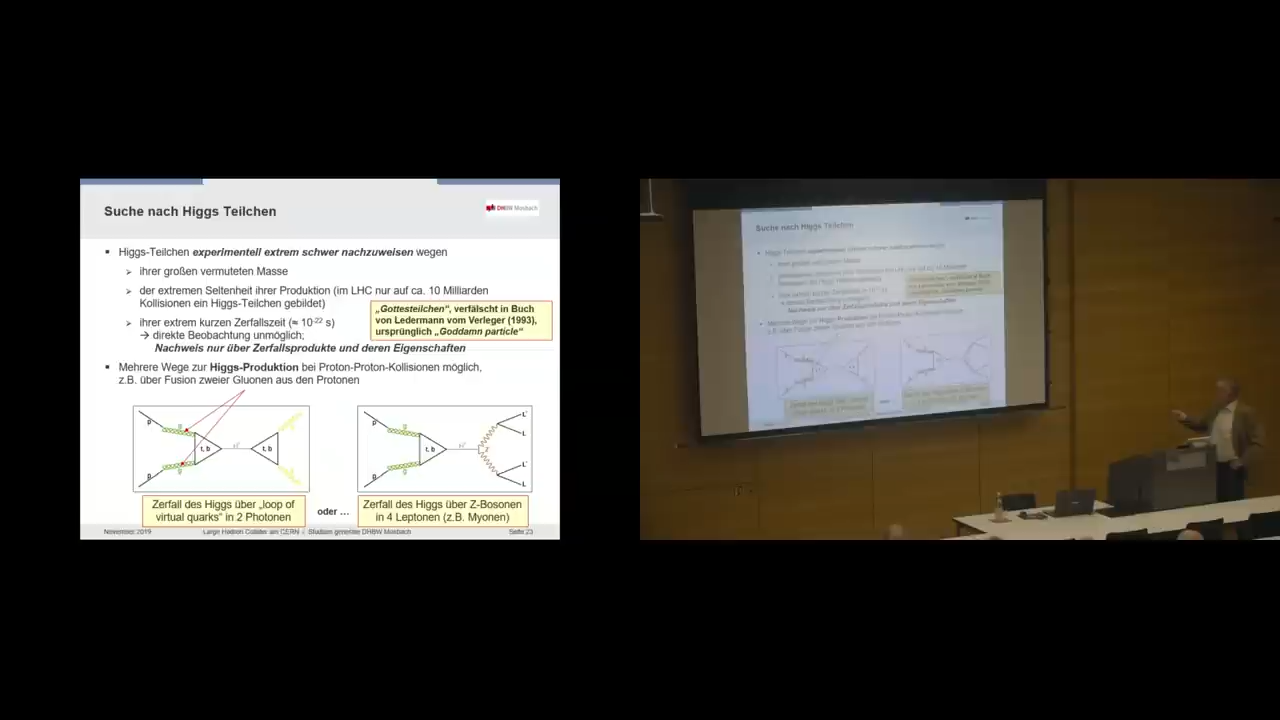 Suche nach Higgs Teilchen
DHBW Mosbach
Higgs-Teilchen experimentell extrem schwer nachzuweisen wegen
ihrer großen vermuteten Masse
der extremen Seltenheit ihrer Produktion (im LHC nur auf ca. 10 Milliarden
Kollisionen ein Higgs-Teilchen gebildet)
ihrer extrem kurzen Zerfallszeit (≈ 10-22 s)
→ direkte Beobachtung unmöglich;
Nachweis nur über Zerfallsprodukte und deren Eigenschaften
„Gottesteilchen", verfälscht in Buch
von Ledermann vom Verleger (1993),
ursprünglich „Goddamn particle"
Mehrere Wege zur Higgs-Produktion bei Proton-Proton-Kollisionen möglich,
z.B. über Fusion zweier Gluonen aus den Protonen
p g t, b t, b
p g
p g t, b L L
p g L L
Zerfall des Higgs über „loop of
virtual quarks" in 2 Photonen
oder ...
Zerfall des Higgs über Z-Bosonen
in 4 Leptonen (z.B. Myonen)
November 2019 Large Hadron Collider am CERN - Studium generale DHBW Mosbach Seite 23
Suche nach Higgs Teilchen